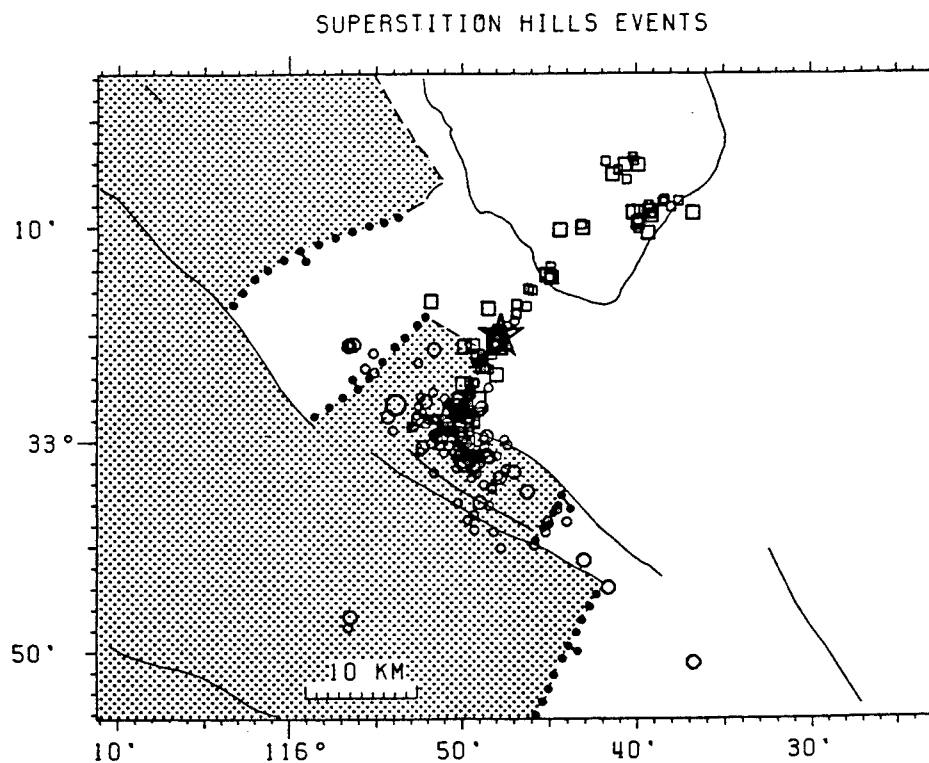 SUPERSTITION HILLS EVENTS
10'
33°
50'
10 KM
10' 116° 50' 40' 30'